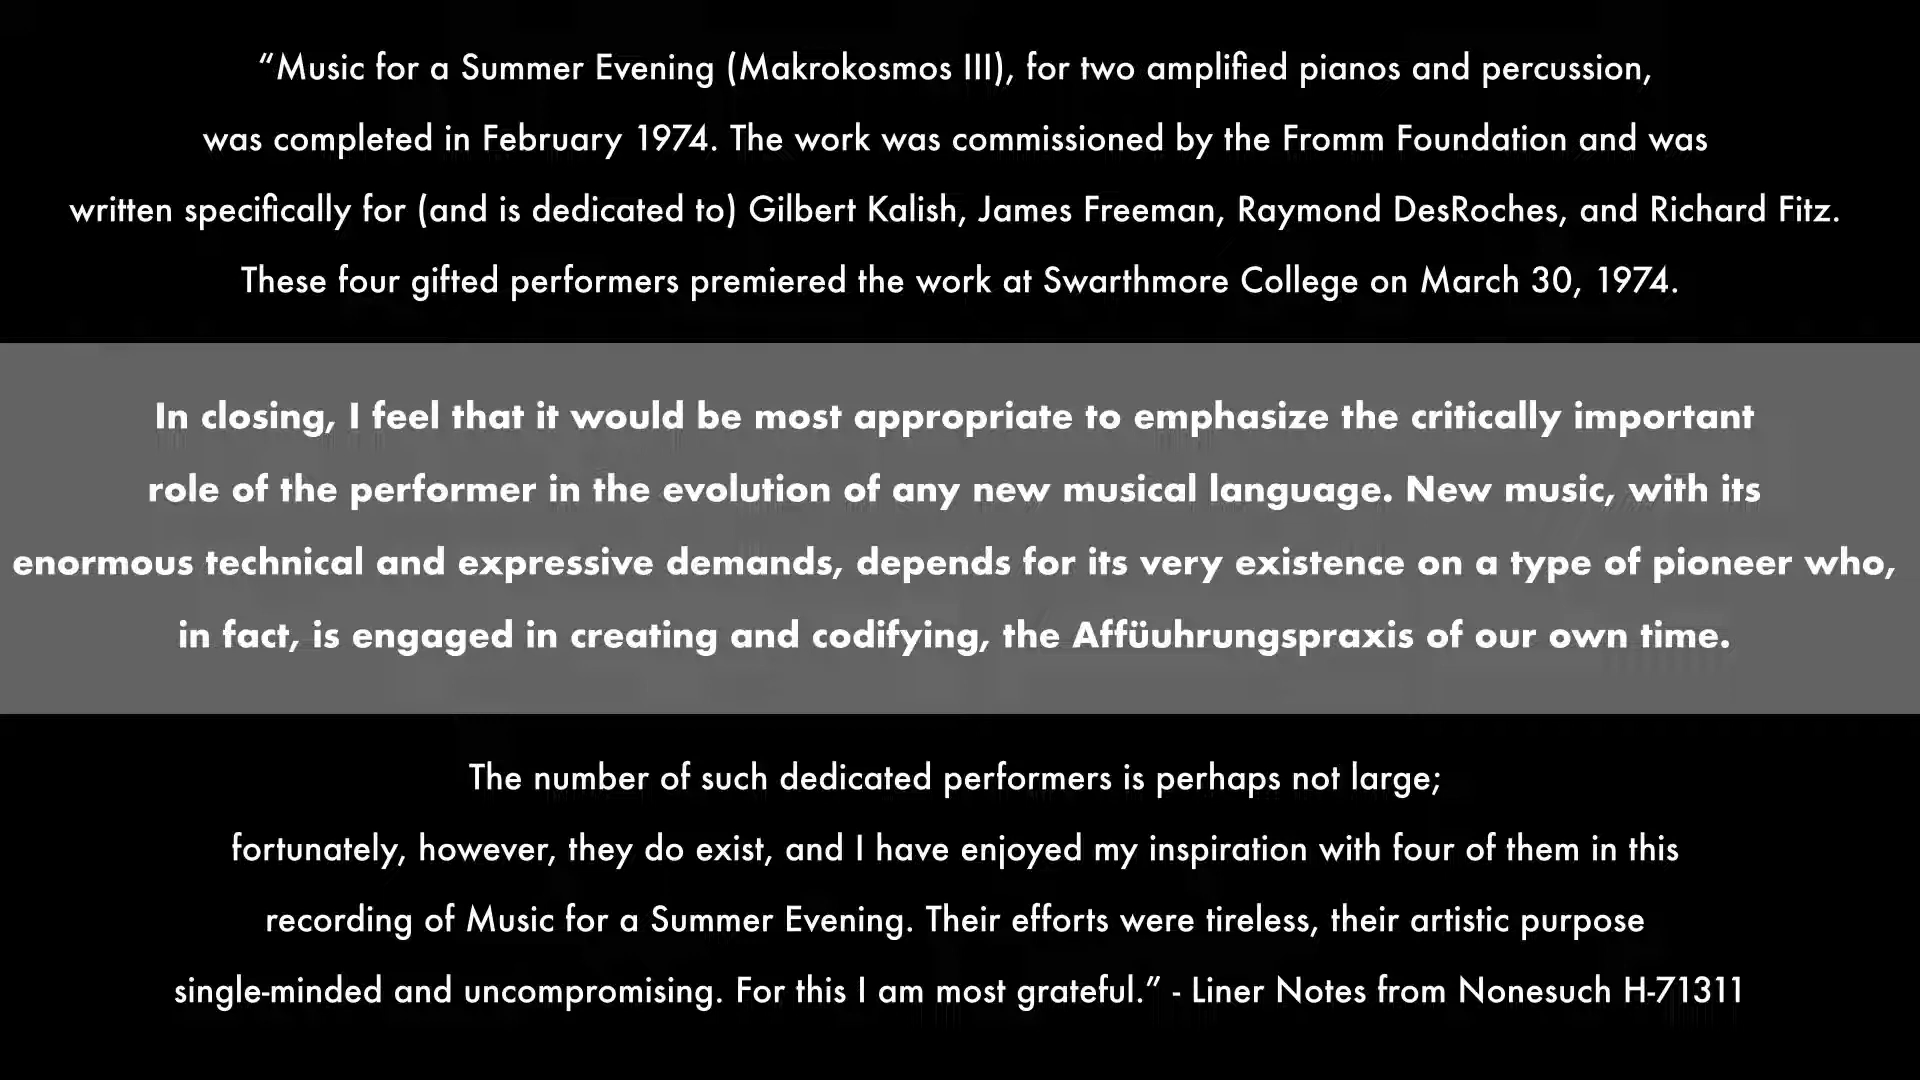 “Music for a Summer Evening (Makrokosmos III), for two amplified pianos and percussion,
was completed in February 1974. The work was commissioned by the Fromm Foundation and was
written specifically for (and is dedicated to) Gilbert Kalish, James Freeman, Raymond DesRoches, and Richard Fitz.
These four gifted performers premiered the work at Swarthmore College on March 30, 1974.
In closing, I feel that it would be most appropriate to emphasize the critically important
role of the performer in the evolution of any new musical language. New music, with its
enormous technical and expressive demands, depends for its very existence on a type of pioneer who,
in fact, is engaged in creating and codifying, the Affüuhrungspraxis of our own time.
The number of such dedicated performers is perhaps not large;
fortunately, however, they do exist, and I have enjoyed my inspiration with four of them in this
recording of Music for a Summer Evening. Their efforts were tireless, their artistic purpose
single-minded and uncompromising. For this I am most grateful.” - Liner Notes from Nonesuch H-71311